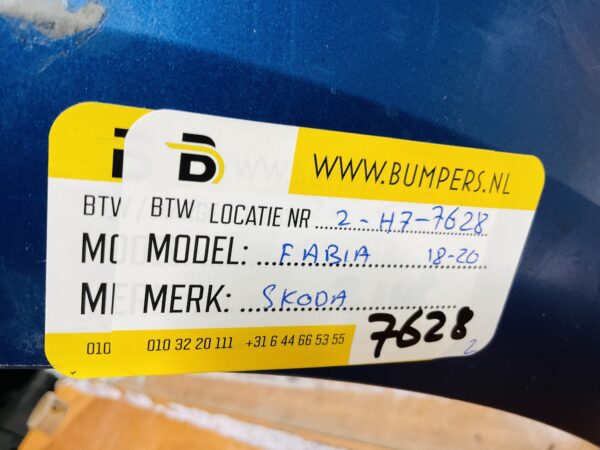 B WWW.BUMPERS.NL
BTW BTW LOCATIE NR 2-H7-7628
MO MODEL: FABIA 18-20
ME MERK: SKODA
010 010 32 20 111 +31 6 44 66 53 55 7628
2